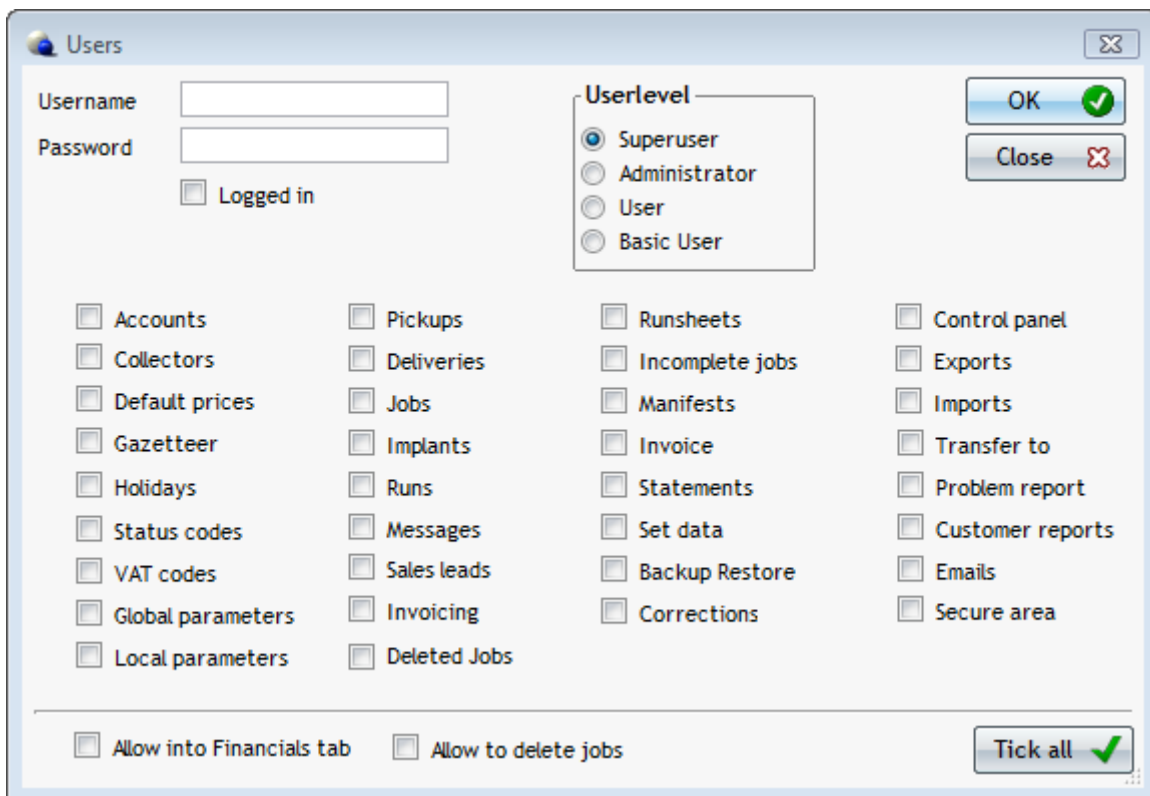 Users
Username
Password
Logged in
Userlevel
Superuser
Administrator
User
Basic User
OK
Close
Accounts Pickups Runsheets Control panel
Collectors Deliveries Incomplete jobs Exports
Default prices Jobs Manifests Imports
Gazetteer Implants Invoice Transfer to
Holidays Runs Statements Problem report
Status codes Messages Set data Customer reports
VAT codes Sales leads Backup Restore Emails
Global parameters Invoicing Corrections Secure area
Local parameters Deleted Jobs
Allow into Financials tab Allow to delete jobs Tick all